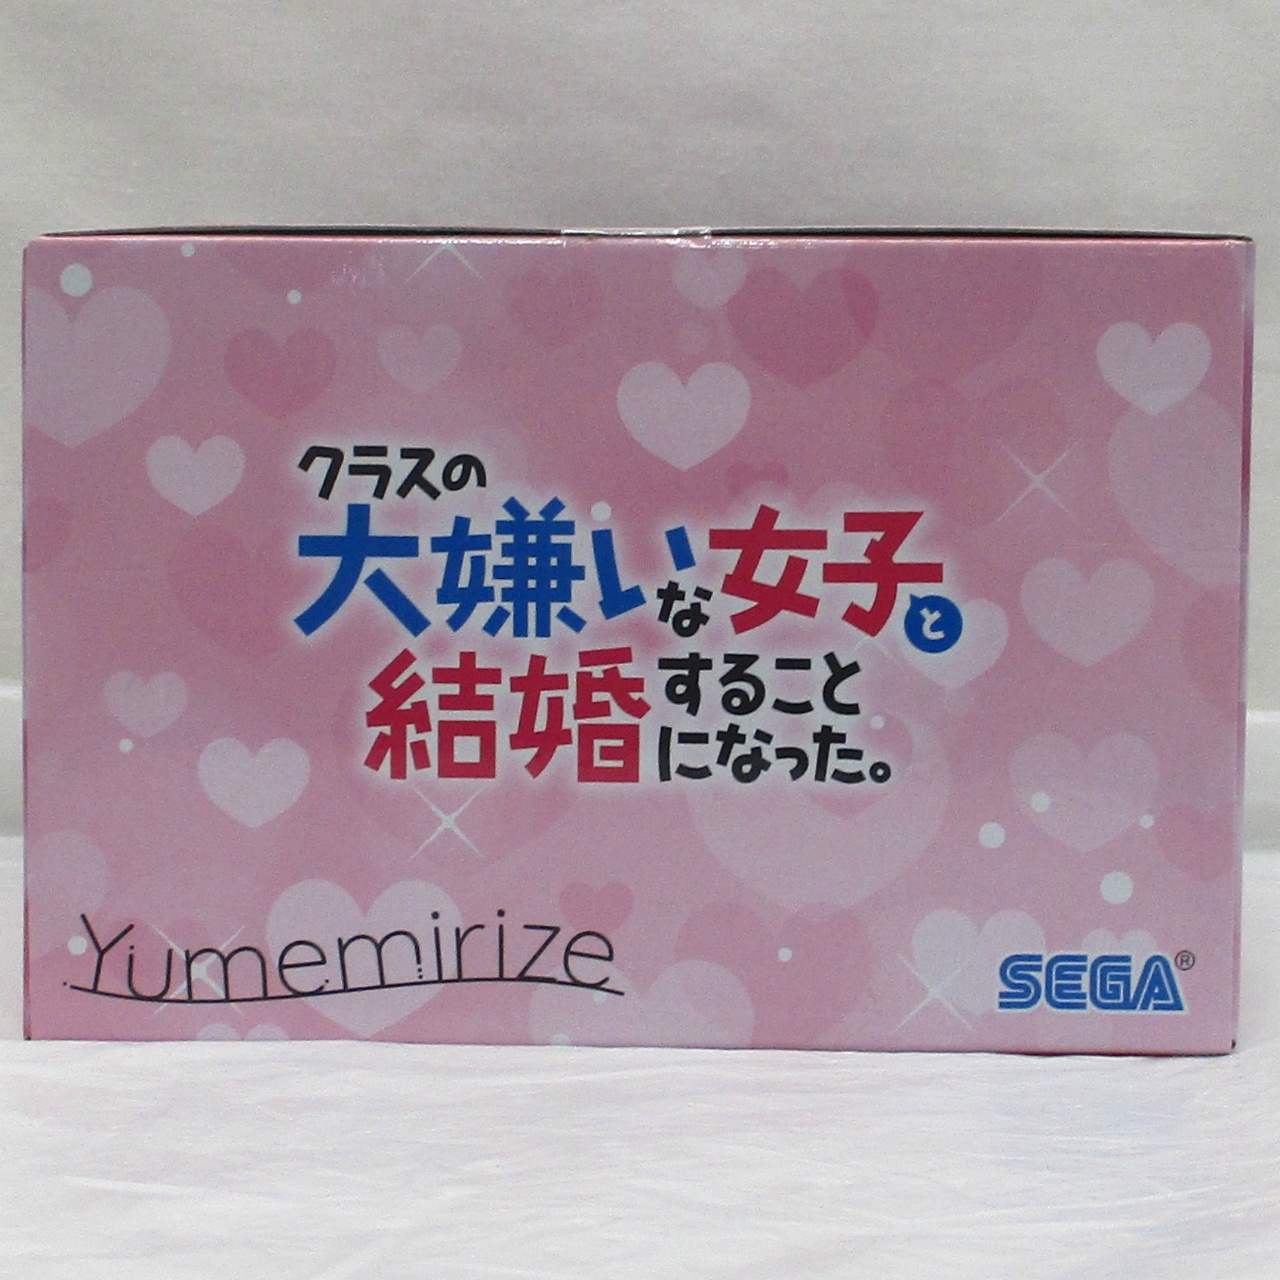 クラスの
大嫌いな女子と
結婚すること
になった。
Yumemirize
SEGA®